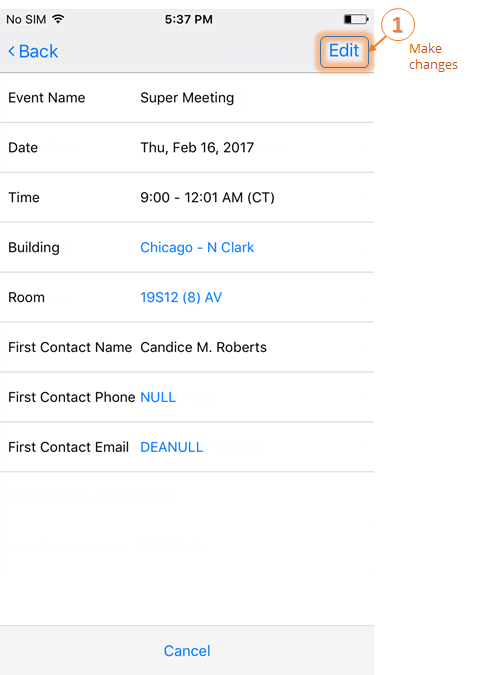 No SIM 5:37 PM
Back Edit
1
Make
changes
Event Name Super Meeting
Date Thu, Feb 16, 2017
Time 9:00 - 12:01 AM (CT)
Building Chicago - N Clark
Room 19S12 (8) AV
First Contact Name Candice M. Roberts
First Contact Phone NULL
First Contact Email DEANULL
Cancel